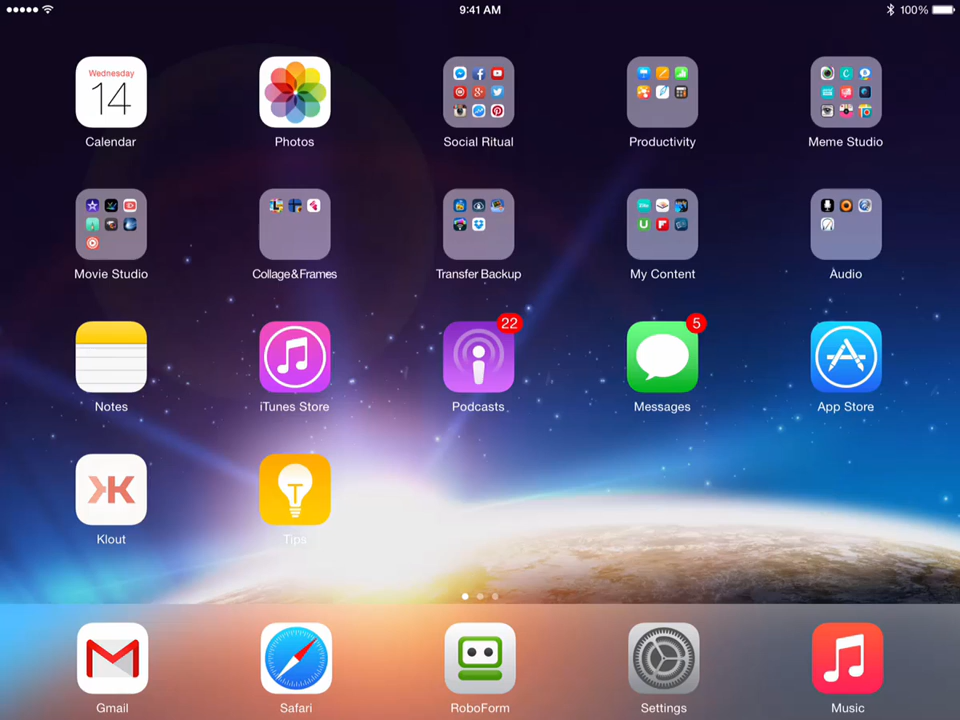 9:41 AM
100%
Wednesday
14
Calendar
Photos
Social Ritual
Productivity
Meme Studio
Movie Studio
Collage&Frames
Transfer Backup
My Content
Audio
22
5
Notes
iTunes Store
Podcasts
Messages
App Store
Klout
Tips
Gmail
Safari
RoboForm
Settings
Music